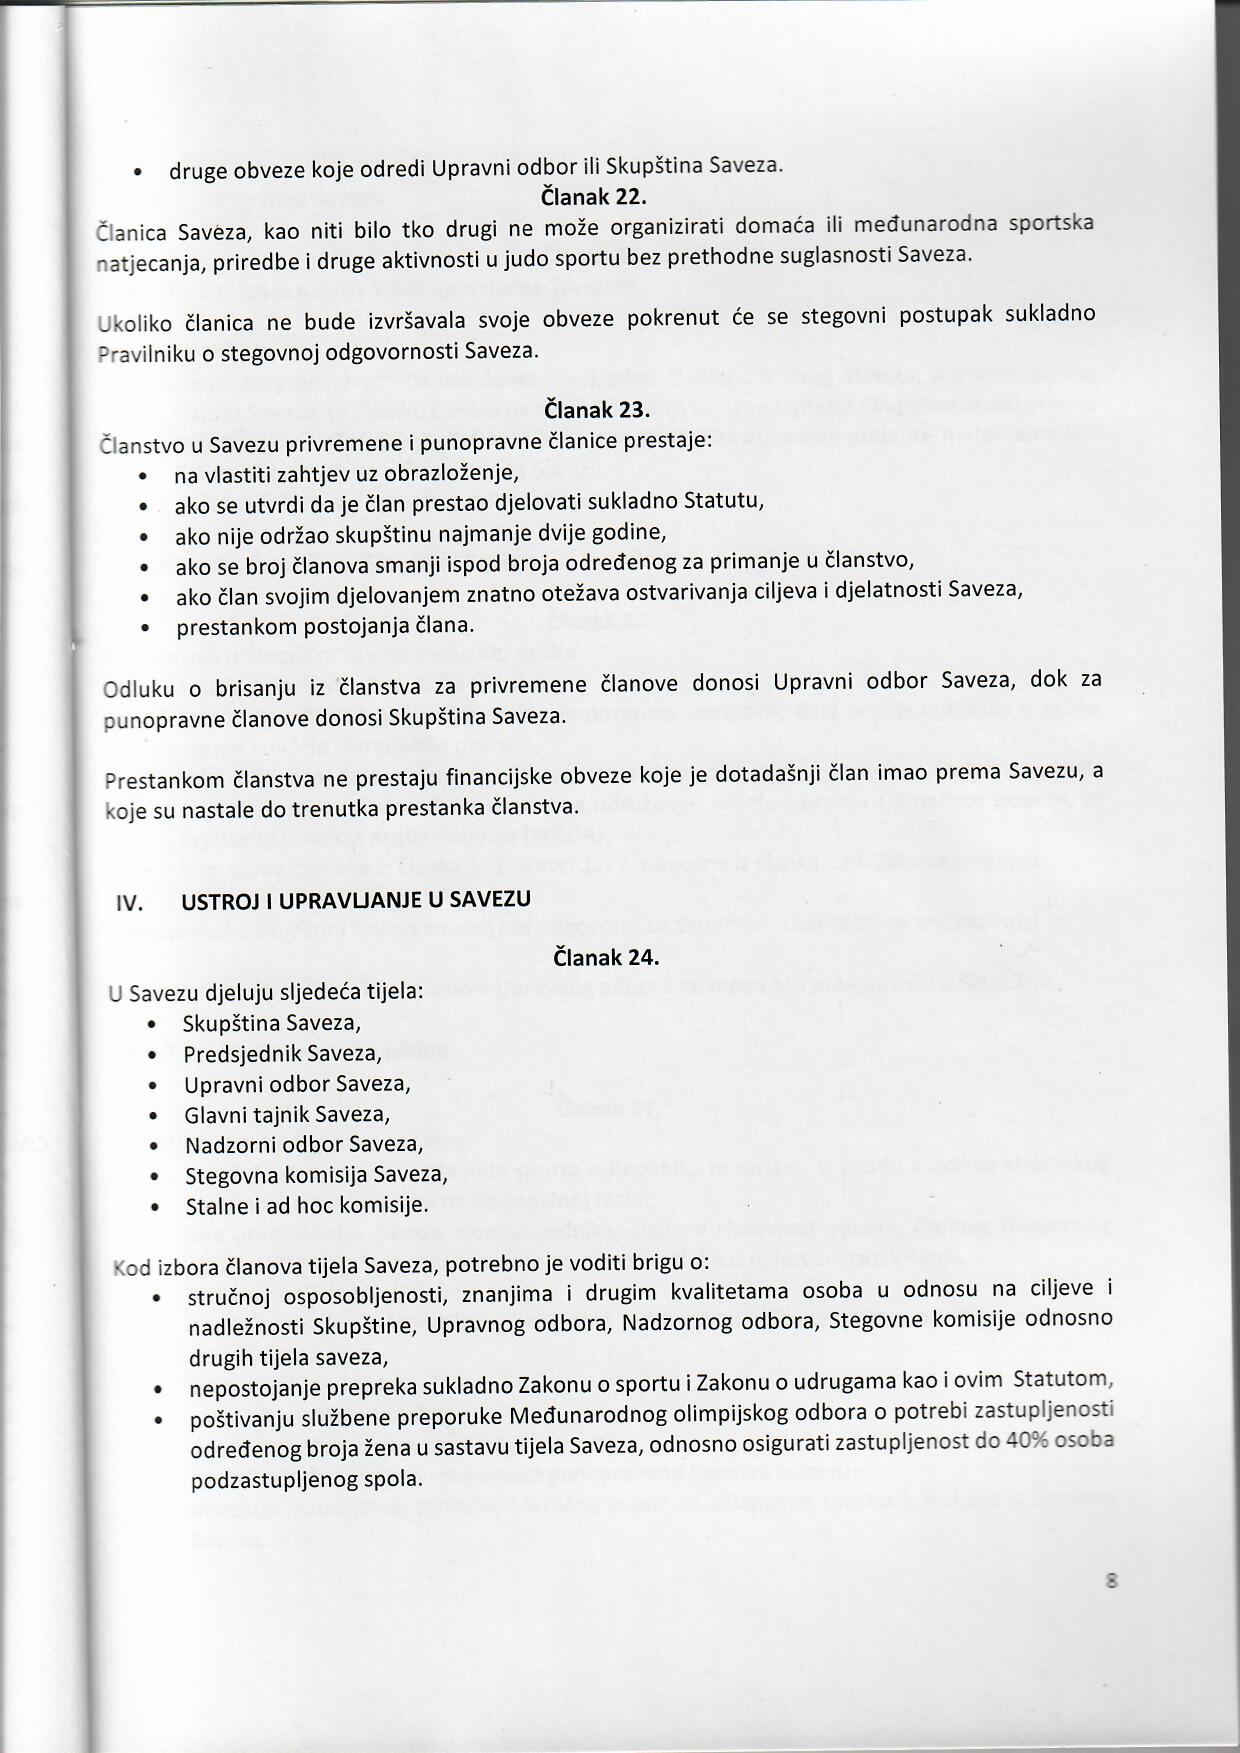 • druge obveze koje odredi Upravni odbor ili Skupština Saveza.
Članak 22.
Članica Saveza, kao niti bilo tko drugi ne može organizirati domaća ili međunarodna sportska
natjecanja, priredbe i druge aktivnosti u judo sportu bez prethodne suglasnosti Saveza.
Ukoliko članica ne bude izvršavala svoje obveze pokrenut će se stegovni postupak sukladno
Pravilniku o stegovnoj odgovornosti Saveza.
Članak 23.
Članstvo u Savezu privremene i punopravne članice prestaje:
• na vlastiti zahtjev uz obrazloženje,
• ako se utvrdi da je član prestao djelovati sukladno Statutu,
• ako nije održao skupštinu najmanje dvije godine,
• ako se broj članova smanji ispod broja određenog za primanje u članstvo,
• ako član svojim djelovanjem znatno otežava ostvarivanja ciljeva i djelatnosti Saveza,
• prestankom postojanja člana.
Odluku o brisanju iz članstva za privremene članove donosi Upravni odbor Saveza, dok za
punopravne članove donosi Skupština Saveza.
Prestankom članstva ne prestaju financijske obveze koje je dotadašnji član imao prema Savezu, a
koje su nastale do trenutka prestanka članstva.
IV. USTROJ I UPRAVLJANJE U SAVEZU
Članak 24.
U Savezu djeluju sljedeća tijela:
• Skupština Saveza,
• Predsjednik Saveza,
• Upravni odbor Saveza,
• Glavni tajnik Saveza,
• Nadzorni odbor Saveza,
• Stegovna komisija Saveza,
• Stalne i ad hoc komisije.
Kod izbora članova tijela Saveza, potrebno je voditi brigu o:
• stručnoj osposobljenosti, znanjima i drugim kvalitetama osoba u odnosu na ciljeve i
nadležnosti Skupštine, Upravnog odbora, Nadzornog odbora, Stegovne komisije odnosno
drugih tijela saveza,
• nepostojanje prepreka sukladno Zakonu o sportu i Zakonu o udrugama kao i ovim Statutom,
• poštivanju službene preporuke Međunarodnog olimpijskog odbora o potrebi zastupljenosti
određenog broja žena u sastavu tijela Saveza, odnosno osigurati zastupljenost do 40% osoba
podzastupljenog spola.
8